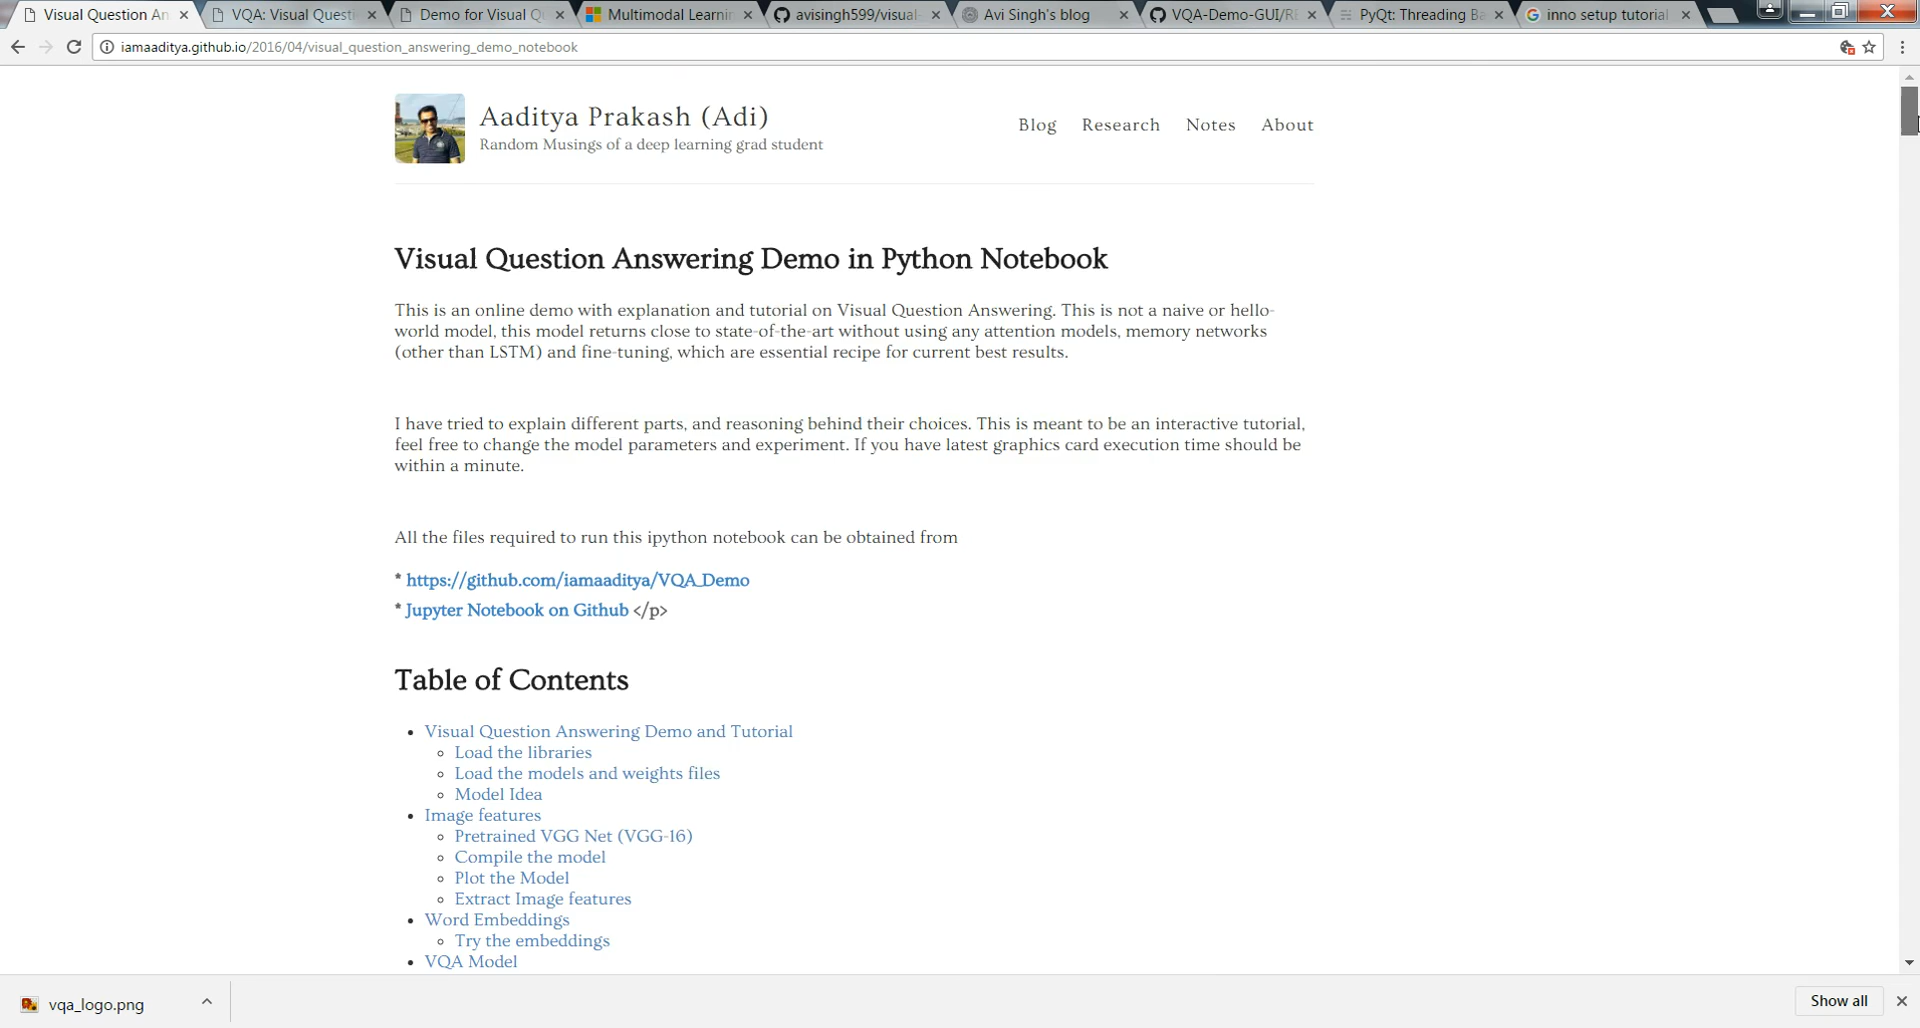 Visual Question An
VQA: Visual Questi
Demo for Visual Q
Multimodal Learnin
avisingh599/visual-
Avi Singh's blog
VQA-Demo-GUI/RE
PyQt: Threading Ba
inno setup tutorial
iamaaditya.github.io/2016/04/visual_question_answering_demo_notebook
Aaditya Prakash (Adi)
Random Musings of a deep learning grad student
Blog Research Notes About
Visual Question Answering Demo in Python Notebook
This is an online demo with explanation and tutorial on Visual Question Answering. This is not a naive or hello-
world model, this model returns close to state-of-the-art without using any attention models, memory networks
(other than LSTM) and fine-tuning, which are essential recipe for current best results.
I have tried to explain different parts, and reasoning behind their choices. This is meant to be an interactive tutorial,
feel free to change the model parameters and experiment. If you have latest graphics card execution time should be
within a minute.
All the files required to run this ipython notebook can be obtained from
* https://github.com/iamaaditya/VQA_Demo
* Jupyter Notebook on Github </p>
Table of Contents
• Visual Question Answering Demo and Tutorial
◦ Load the libraries
◦ Load the models and weights files
◦ Model Idea
• Image features
◦ Pretrained VGG Net (VGG-16)
◦ Compile the model
◦ Plot the Model
◦ Extract Image features
• Word Embeddings
◦ Try the embeddings
• VQA Model
vqa_logo.png
Show all